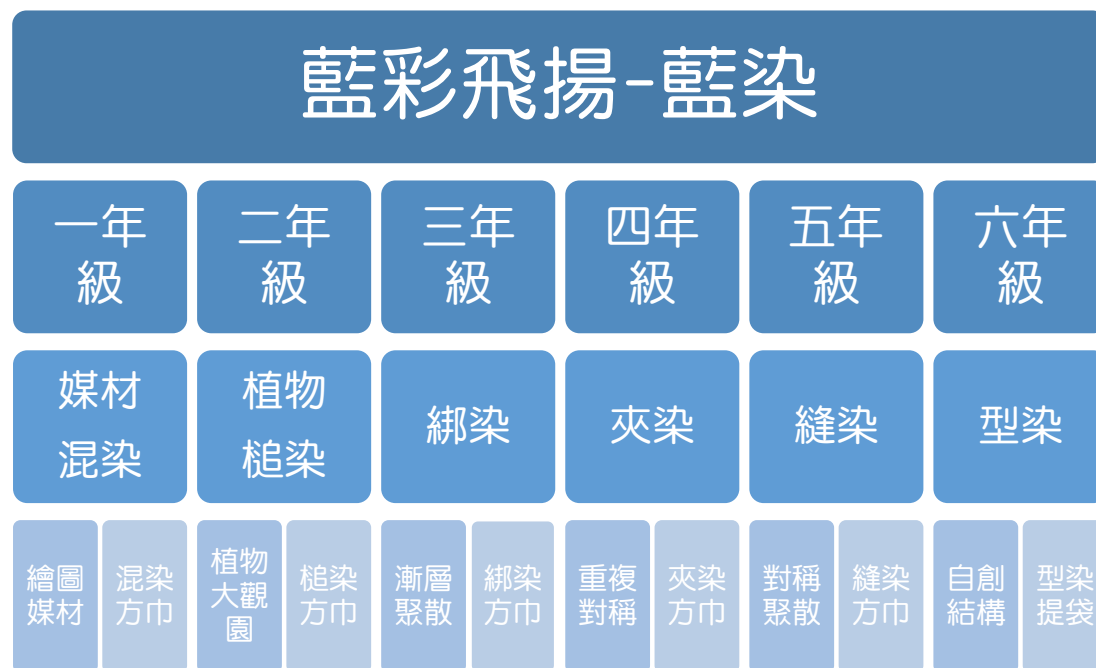 藍彩飛揚-藍染
一年
級
二年
級
三年
級
四年
級
五年
級
六年
級
媒材
混染
植物
槌染
綁染
夾染
縫染
型染
繪圖
媒材
混染
方巾
植物
大觀
園
槌染
方巾
漸層
聚散
綁染
方巾
重複
對稱
夾染
方巾
對稱
聚散
縫染
方巾
自創
結構
型染
提袋